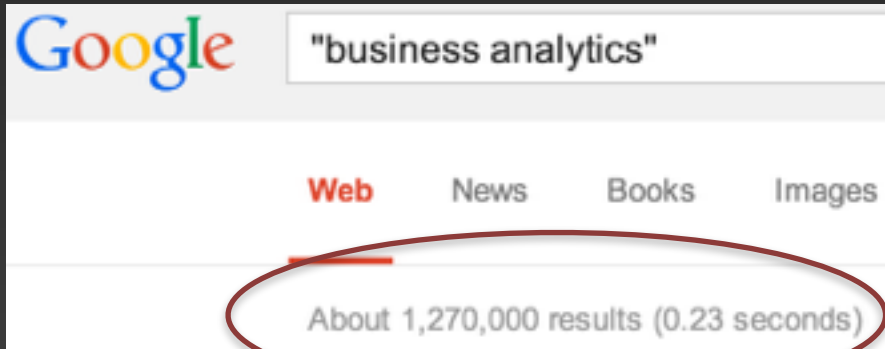 Google "business analytics"
Web News Books Images
About 1,270,000 results (0.23 seconds)